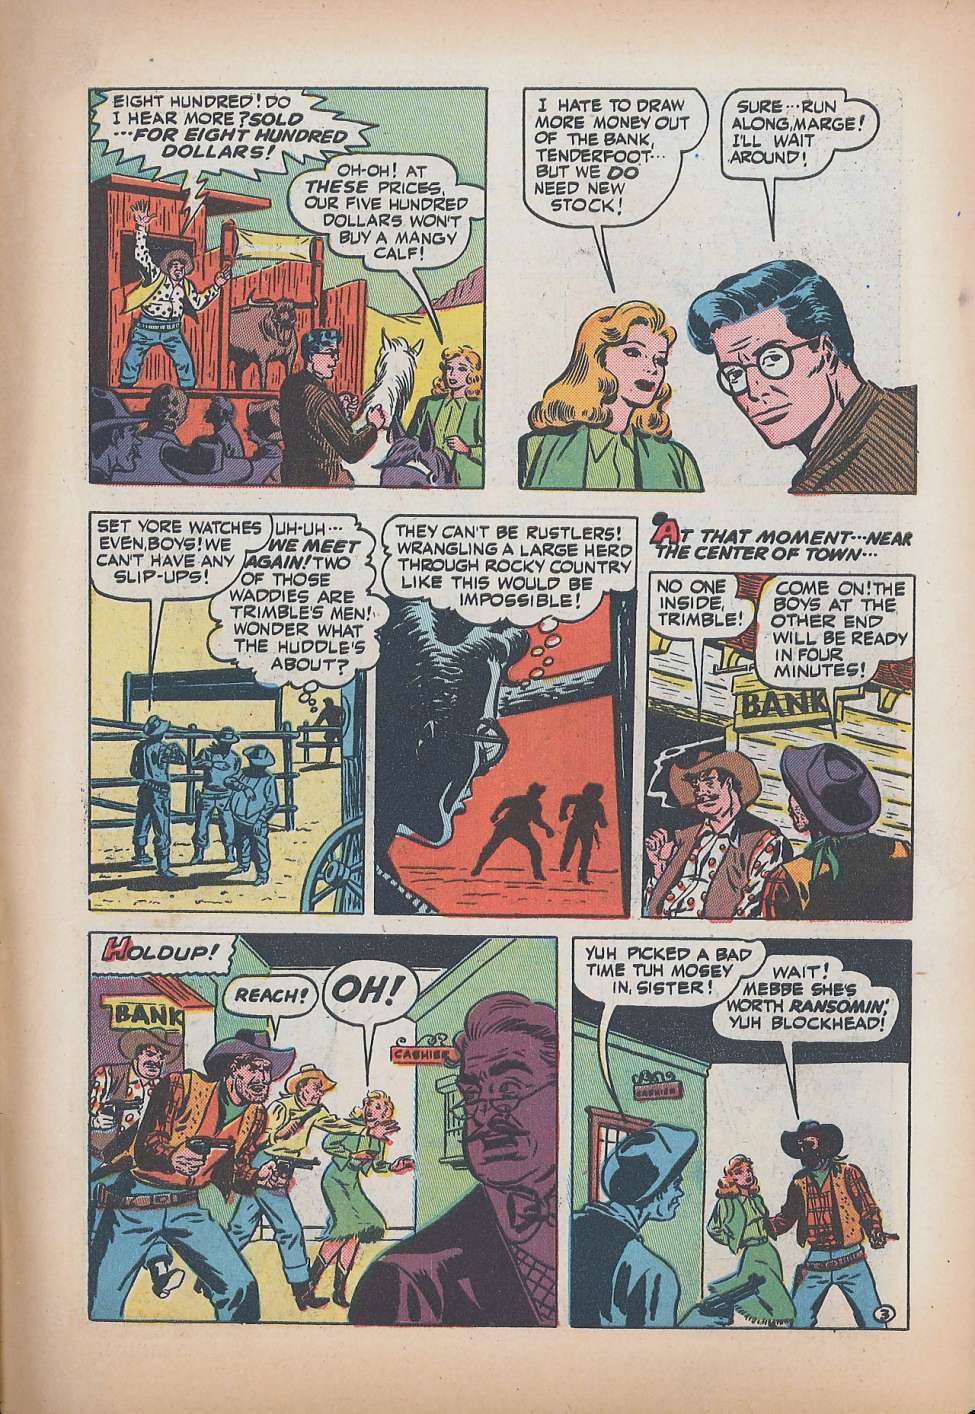 EIGHT HUNDRED! DO
I HEAR MORE? SOLD
---FOR EIGHT HUNDRED
DOLLARS!
OH-OH! AT
THESE PRICES,
OUR FIVE HUNDRED
DOLLARS WON'T
BUY A MANGY
CALF!
I HATE TO DRAW
MORE MONEY OUT
OF THE BANK,
TENDERFOOT---
BUT WE DO
NEED NEW
STOCK!
SURE---RUN
ALONG, MARGE!
I'LL WAIT
AROUND!
SET YORE WATCHES
EVEN, BOYS! WE
CAN'T HAVE ANY
SLIP-UPS!
UH-UH---
WE MEET
AGAIN! TWO
OF THOSE
WADDIES ARE
TRIMBLE'S MEN!
WONDER WHAT
THE HUDDLE'S
ABOUT?
THEY CAN'T BE RUSTLERS!
WRANGLING A LARGE HERD
THROUGH ROCKY COUNTRY
LIKE THIS WOULD BE
IMPOSSIBLE!
AT THAT MOMENT---NEAR
THE CENTER OF TOWN---
NO ONE
INSIDE,
TRIMBLE!
COME ON! THE
BOYS AT THE
OTHER END
WILL BE READY
IN FOUR
MINUTES!
BANK
HOLDUP!
REACH!
OH!
BANK
CASHIER
YUH PICKED A BAD
TIME TUH MOSEY
IN, SISTER!
WAIT!
MEBBE SHE'S
WORTH RANSOMIN',
YUH BLOCKHEAD!
CASHIER
3